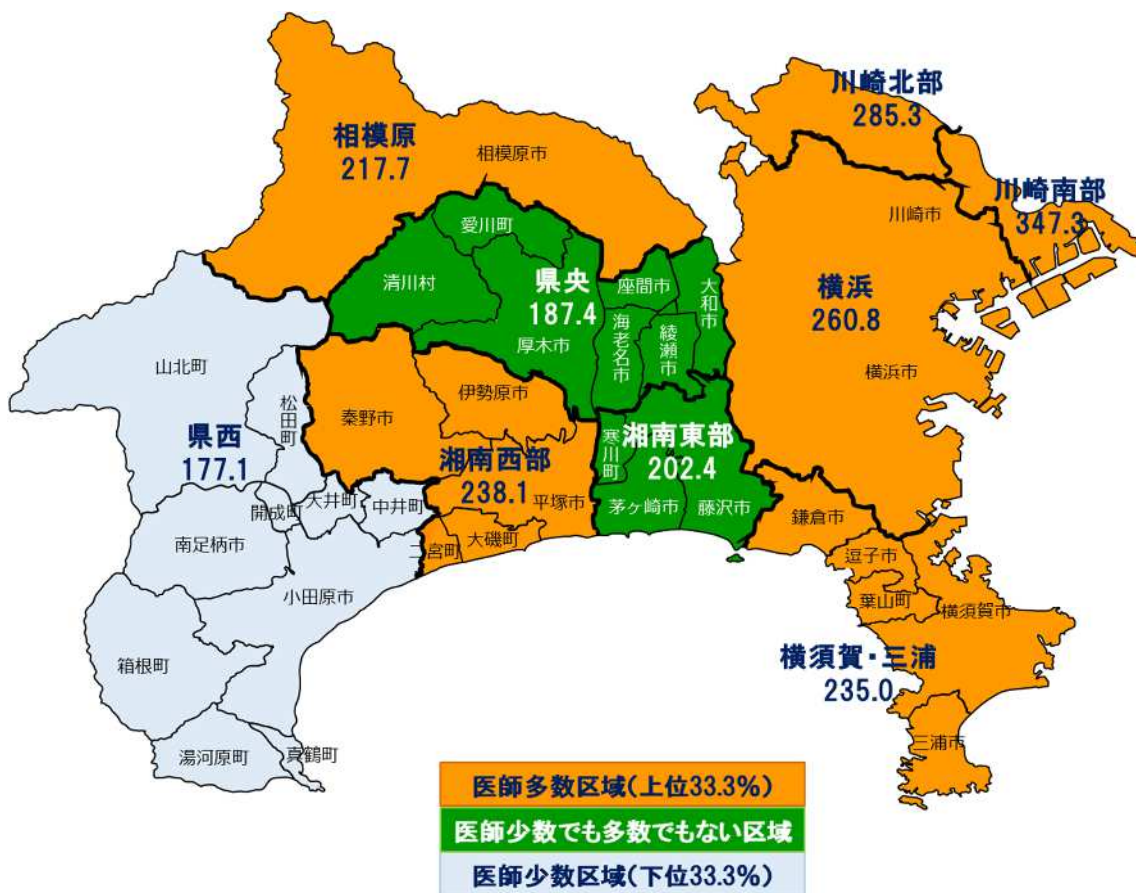 川崎北部
285.3
相模原
217.7
相模原市
川崎南部
347.3
川崎市
愛川町
清川村
県央
187.4
座間市
大和市
海老名市
綾瀬市
厚木市
横浜
260.8
横浜市
山北町
松田町
県西
177.1
秦野市
伊勢原市
湘南西部
238.1
平塚市
寒川町
湘南東部
202.4
茅ヶ崎市
藤沢市
開成町
大井町
中井町
二宮町
大磯町
鎌倉市
南足柄市
小田原市
逗子市
葉山町
横須賀市
箱根町
横須賀・三浦
235.0
湯河原町
真鶴町
三浦市
医師多数区域(上位33.3%)
医師少数でも多数でもない区域
医師少数区域(下位33.3%)